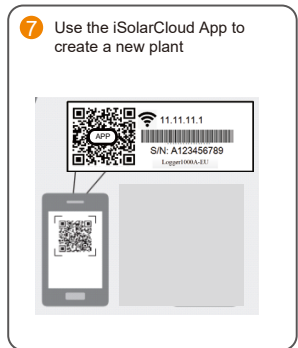 7 Use the iSolarCloud App to
create a new plant
APP
11.11.11.1
S/N: A123456789
Logger1000A-EU